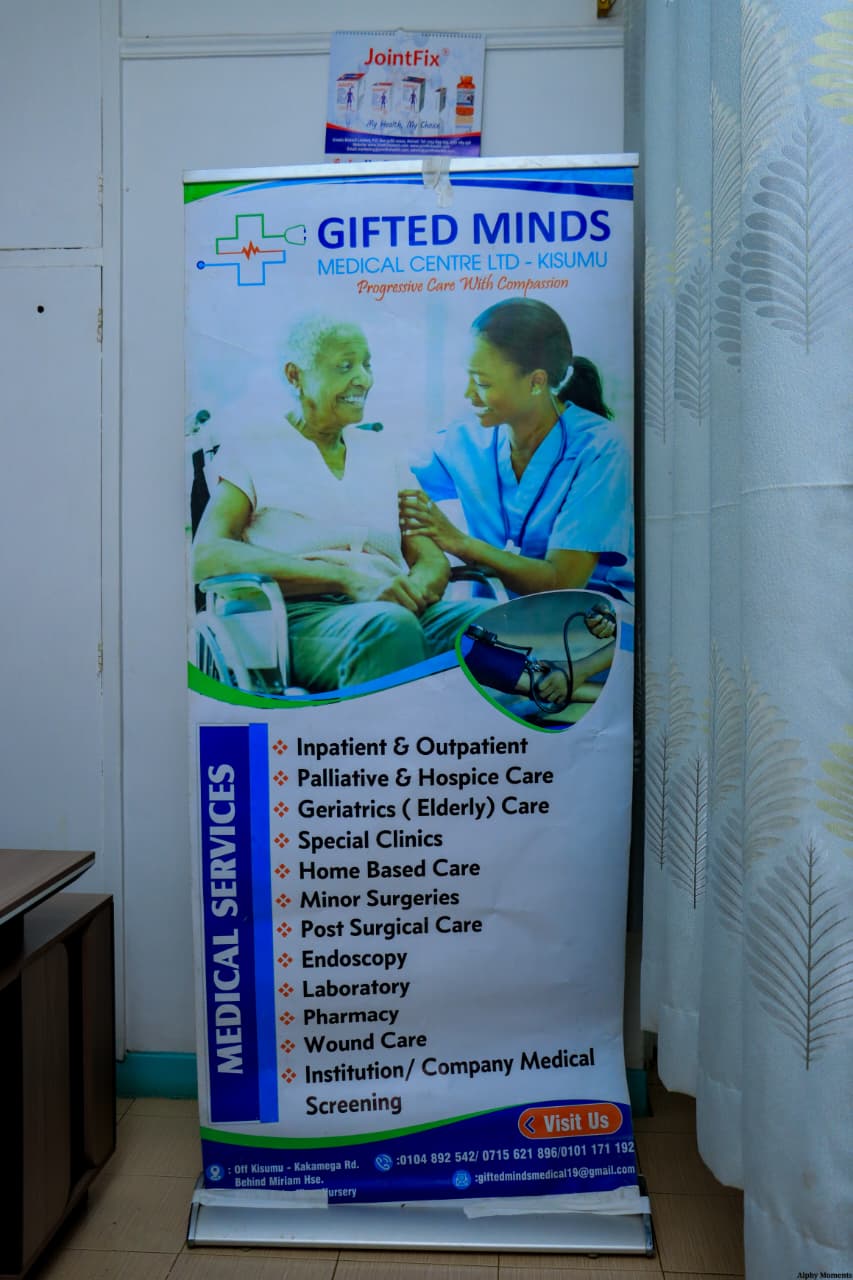 JointFix®
My Health, My Choice
GIFTED MINDS
MEDICAL CENTRE LTD - KISUMU
Progressive Care With Compassion
MEDICAL SERVICES
Inpatient & Outpatient
Palliative & Hospice Care
Geriatrics ( Elderly) Care
Special Clinics
Home Based Care
Minor Surgeries
Post Surgical Care
Endoscopy
Laboratory
Pharmacy
Wound Care
Institution/ Company Medical
Screening
Visit Us
: Off Kisumu - Kakamega Rd.
Behind Miriam Hse.
:0104 892 542/ 0715 621 896/0101 171 192
:giftedmindsmedical19@gmail.com
Alphy Moments